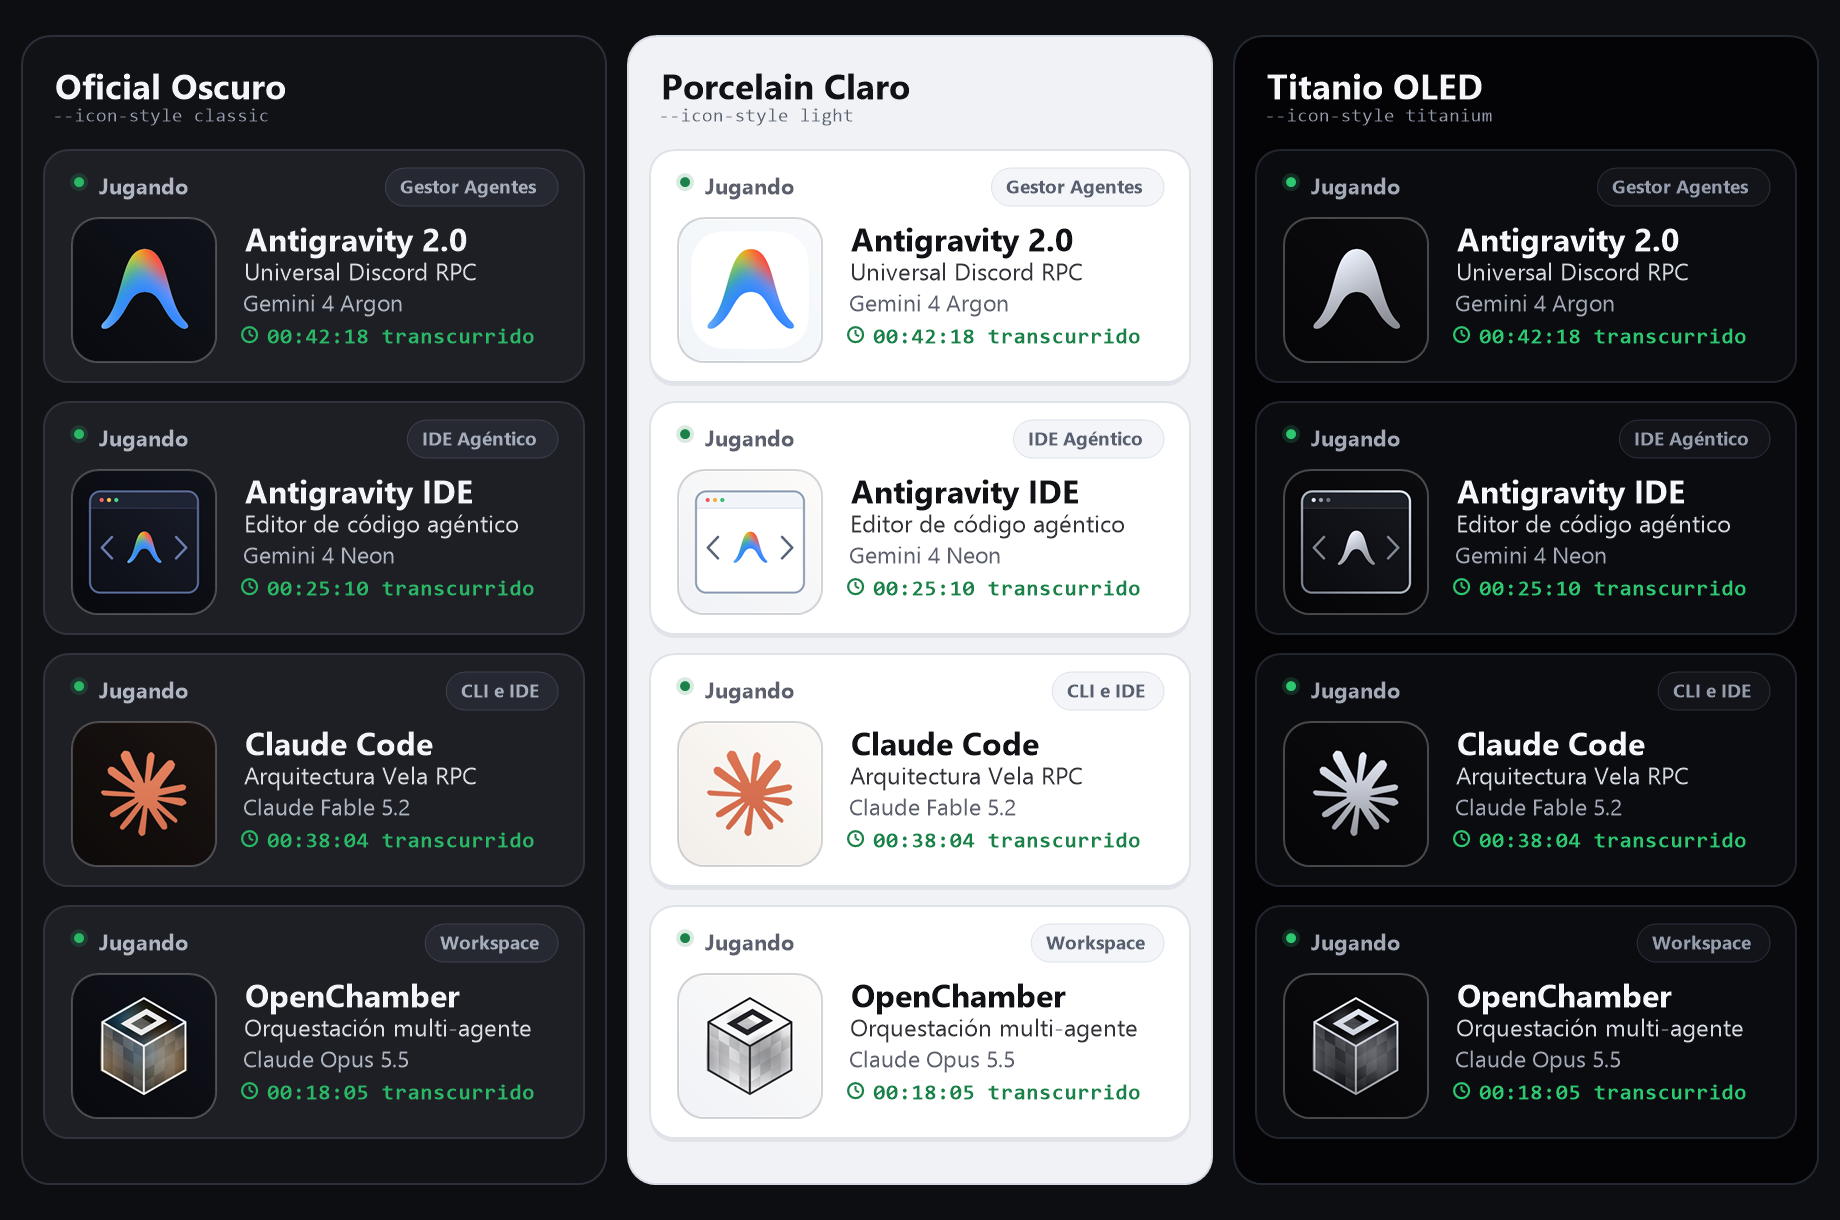 Oficial Oscuro
--icon-style classic
Jugando
Gestor Agentes
Antigravity 2.0
Universal Discord RPC
Gemini 4 Argon
00:42:18 transcurrido
Jugando
IDE Agéntico
Antigravity IDE
Editor de código agéntico
Gemini 4 Neon
00:25:10 transcurrido
Jugando
CLI e IDE
Claude Code
Arquitectura Vela RPC
Claude Fable 5.2
00:38:04 transcurrido
Jugando
Workspace
OpenChamber
Orquestación multi-agente
Claude Opus 5.5
00:18:05 transcurrido
Porcelain Claro
--icon-style light
Jugando
Gestor Agentes
Antigravity 2.0
Universal Discord RPC
Gemini 4 Argon
00:42:18 transcurrido
Jugando
IDE Agéntico
Antigravity IDE
Editor de código agéntico
Gemini 4 Neon
00:25:10 transcurrido
Jugando
CLI e IDE
Claude Code
Arquitectura Vela RPC
Claude Fable 5.2
00:38:04 transcurrido
Jugando
Workspace
OpenChamber
Orquestación multi-agente
Claude Opus 5.5
00:18:05 transcurrido
Titanio OLED
--icon-style titanium
Jugando
Gestor Agentes
Antigravity 2.0
Universal Discord RPC
Gemini 4 Argon
00:42:18 transcurrido
Jugando
IDE Agéntico
Antigravity IDE
Editor de código agéntico
Gemini 4 Neon
00:25:10 transcurrido
Jugando
CLI e IDE
Claude Code
Arquitectura Vela RPC
Claude Fable 5.2
00:38:04 transcurrido
Jugando
Workspace
OpenChamber
Orquestación multi-agente
Claude Opus 5.5
00:18:05 transcurrido